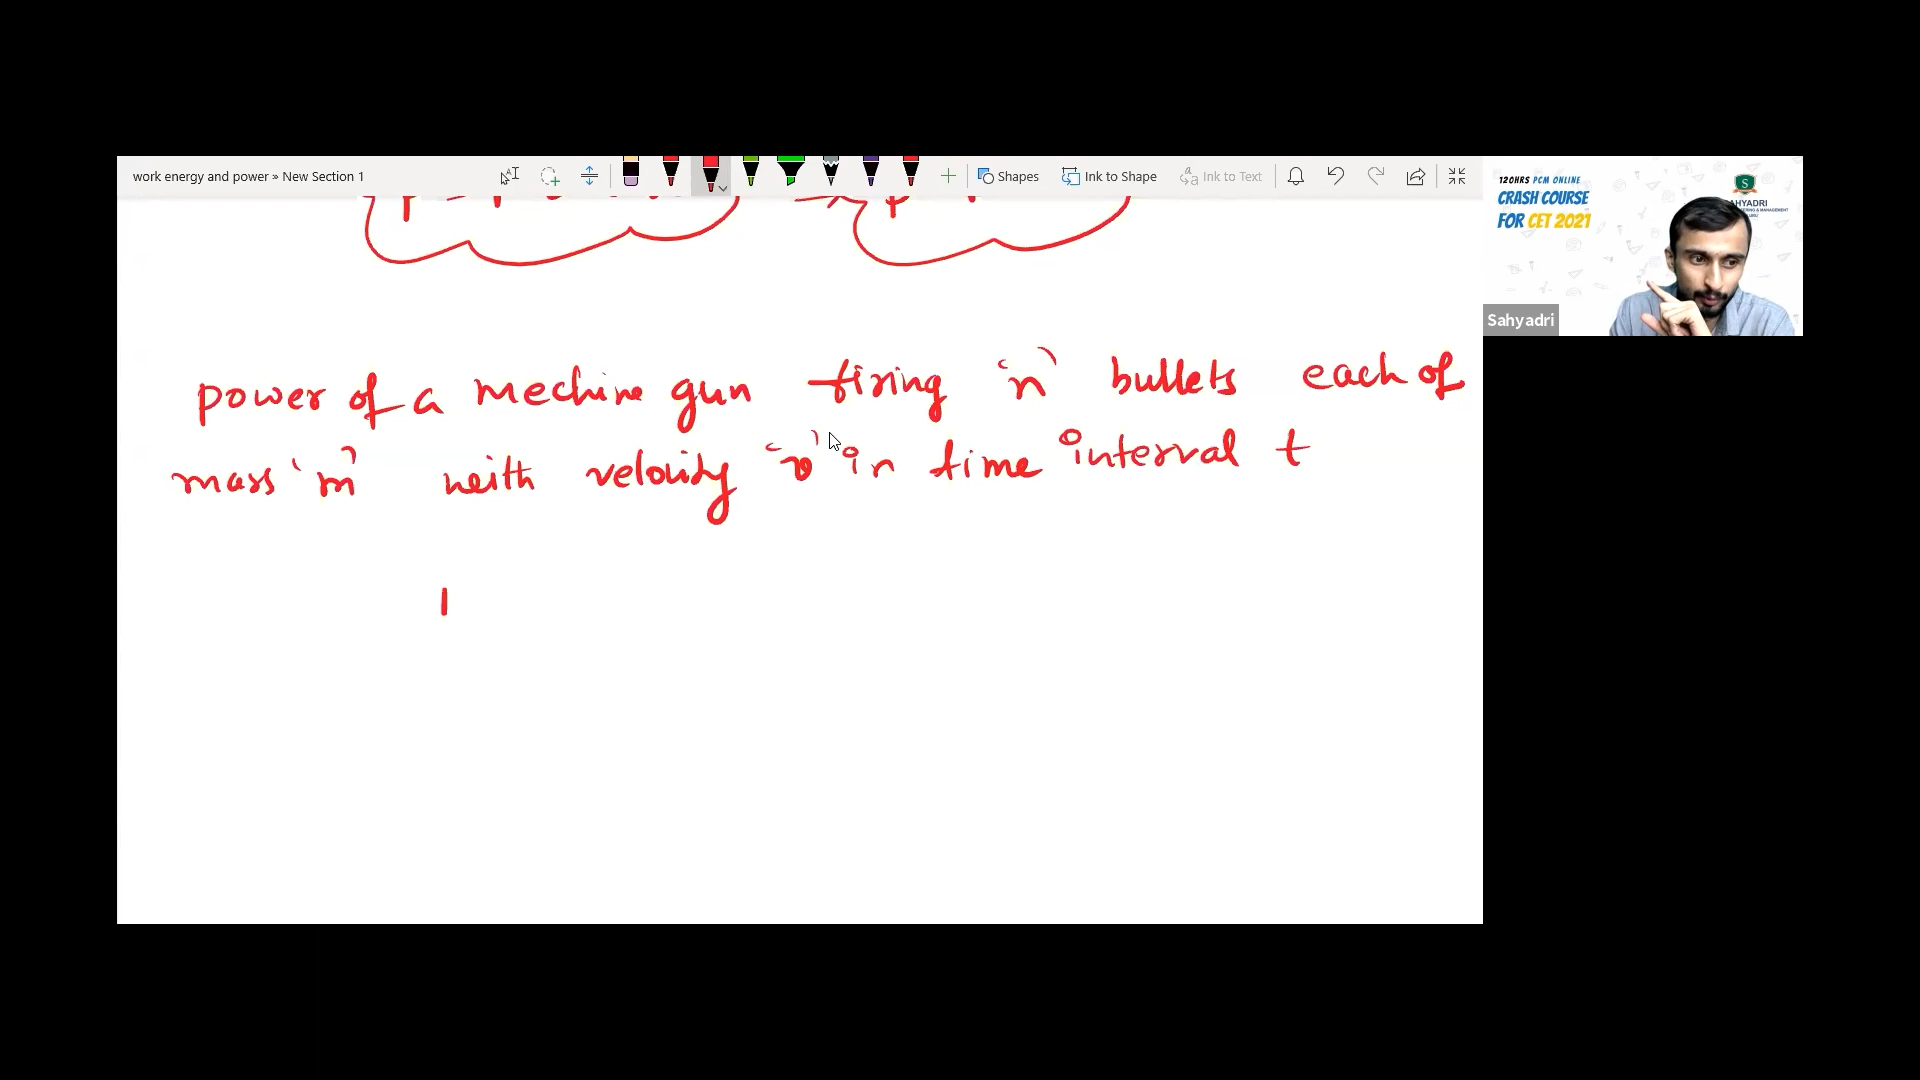 work energy and power » New Section 1
Shapes
Ink to Shape
Ink to Text
120HRS PCM ONLINE
CRASH COURSE
FOR CET 2021
S
Sahyadri
power of a mechine gun firing 'n' bullets each of
mass 'm' with velocity 'v' in time interval t